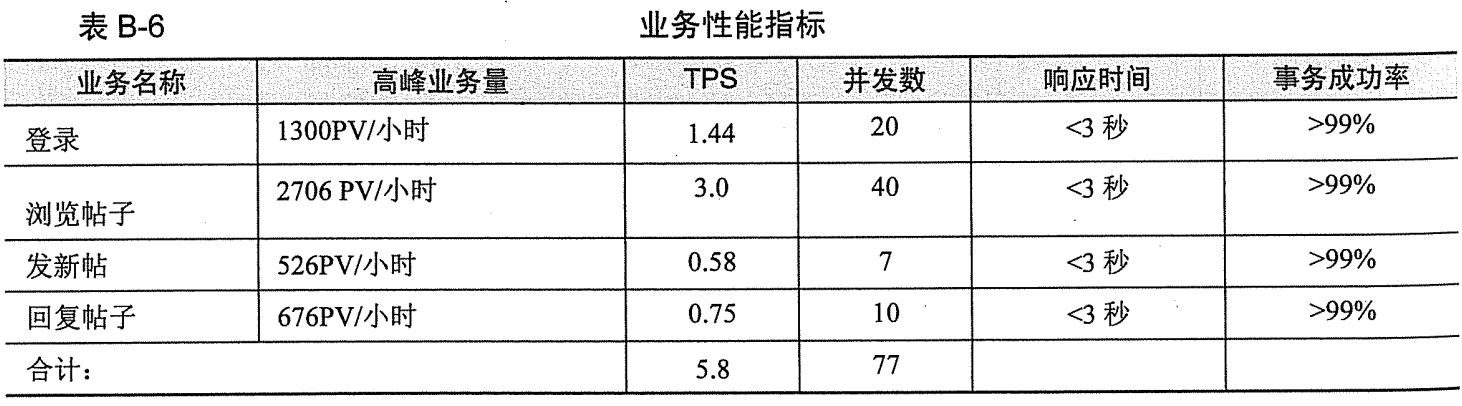 表 B-6 业务性能指标
业务名称 高峰业务量 TPS 并发数 响应时间 事务成功率
登录 1300PV/小时 1.44 20 <3 秒 >99%
浏览帖子 2706 PV/小时 3.0 40 <3 秒 >99%
发新帖 526PV/小时 0.58 7 <3 秒 >99%
回复帖子 676PV/小时 0.75 10 <3 秒 >99%
合计： 5.8 77